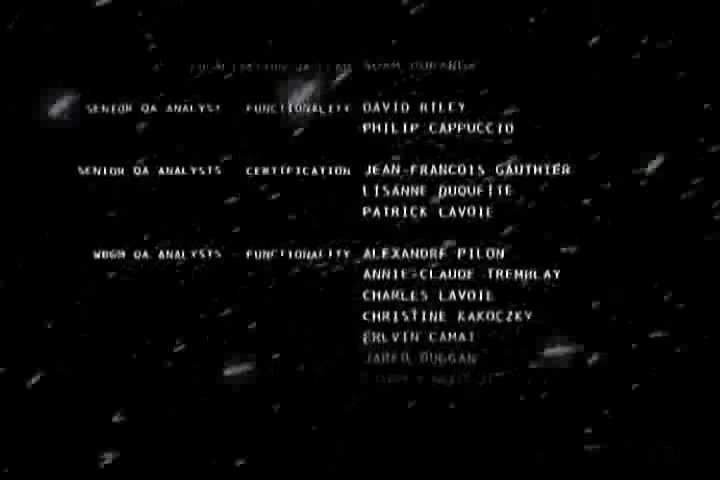 SENIOR QA ANALYST FUNCTIONALITY DAVID RILEY
PHILIP CAPPUCCIO
SENIOR QA ANALYSTS CERTIFICATION JEAN-FRANCOIS GAUTHIER
LISANNE DUQUETTE
PATRICK LAVOIE
WBGM QA ANALYSTS FUNCTIONALITY ALEXANDRE PILON
ANNIE-CLAUDE TREMBLAY
CHARLES LAVOIE
CHRISTINE KAKOCZKY
CAMAT
JARED DUGGAN